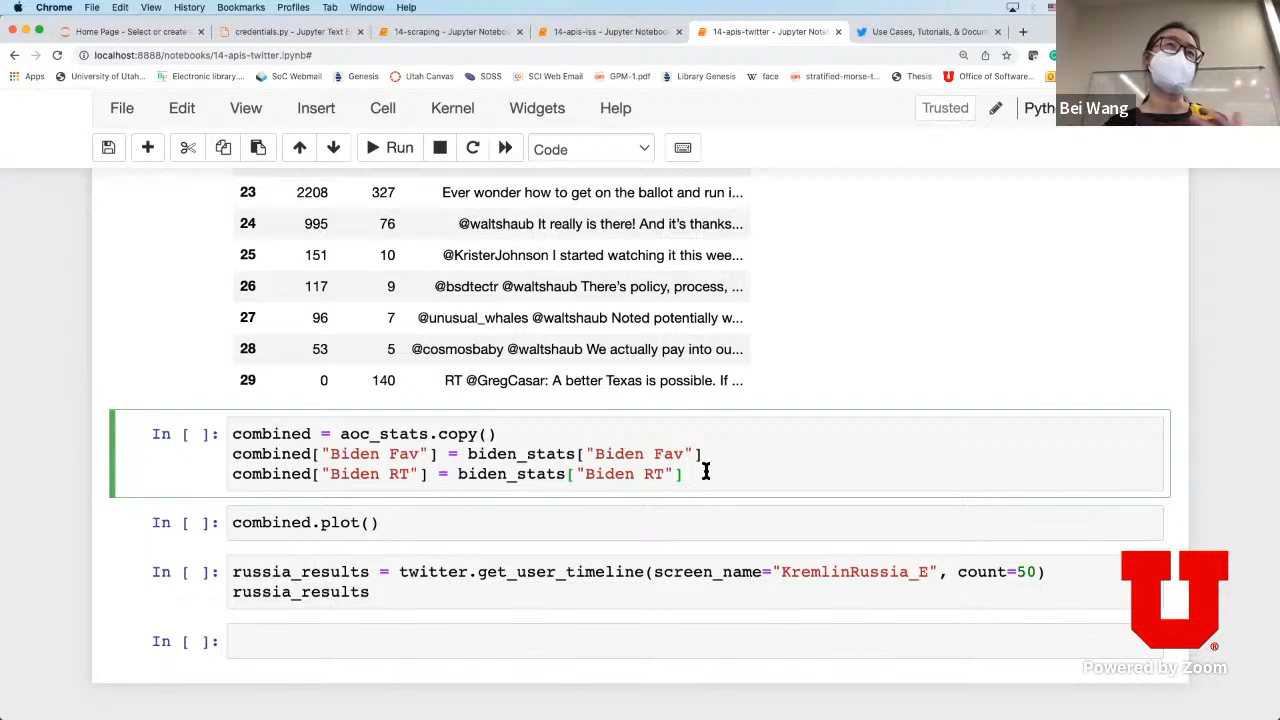 Chrome File Edit View History Bookmarks Profiles Tab Window Help
Home Page - Select or create credentials.py - Jupyter Text E 14-scraping - Jupyter Notebook 14-apis-iss - Jupyter Notebook 14-apis-twitter - Jupyter Note Use Cases, Tutorials, & Docum
localhost:8888/notebooks/14-apis-twitter.ipynb#
Apps University of Utah... Electronic library... SoC Webmail Genesis Utah Canvas SDSS SCI Web Email GPM-1.pdf Library Genesis face stratified-morse-t... Thesis Office of Software...
Bei Wang
File Edit View Insert Cell Kernel Widgets Help Trusted Pyth
Run Code
23 2208 327 Ever wonder how to get on the ballot and run i...
24 995 76 @waltshaub It really is there! And it’s thanks...
25 151 10 @KristerJohnson I started watching it this wee...
26 117 9 @bsdtectr @waltshaub There’s policy, process, ...
27 96 7 @unusual_whales @waltshaub Noted potentially w...
28 53 5 @cosmosbaby @waltshaub We actually pay into ou...
29 0 140 RT @GregCasar: A better Texas is possible. If ...
In [ ]: combined = aoc_stats.copy()
combined["Biden Fav"] = biden_stats["Biden Fav"]
combined["Biden RT"] = biden_stats["Biden RT"]
In [ ]: combined.plot()
In [ ]: russia_results = twitter.get_user_timeline(screen_name="KremlinRussia_E", count=50)
russia_results
In [ ]:
U
Powered by Zoom